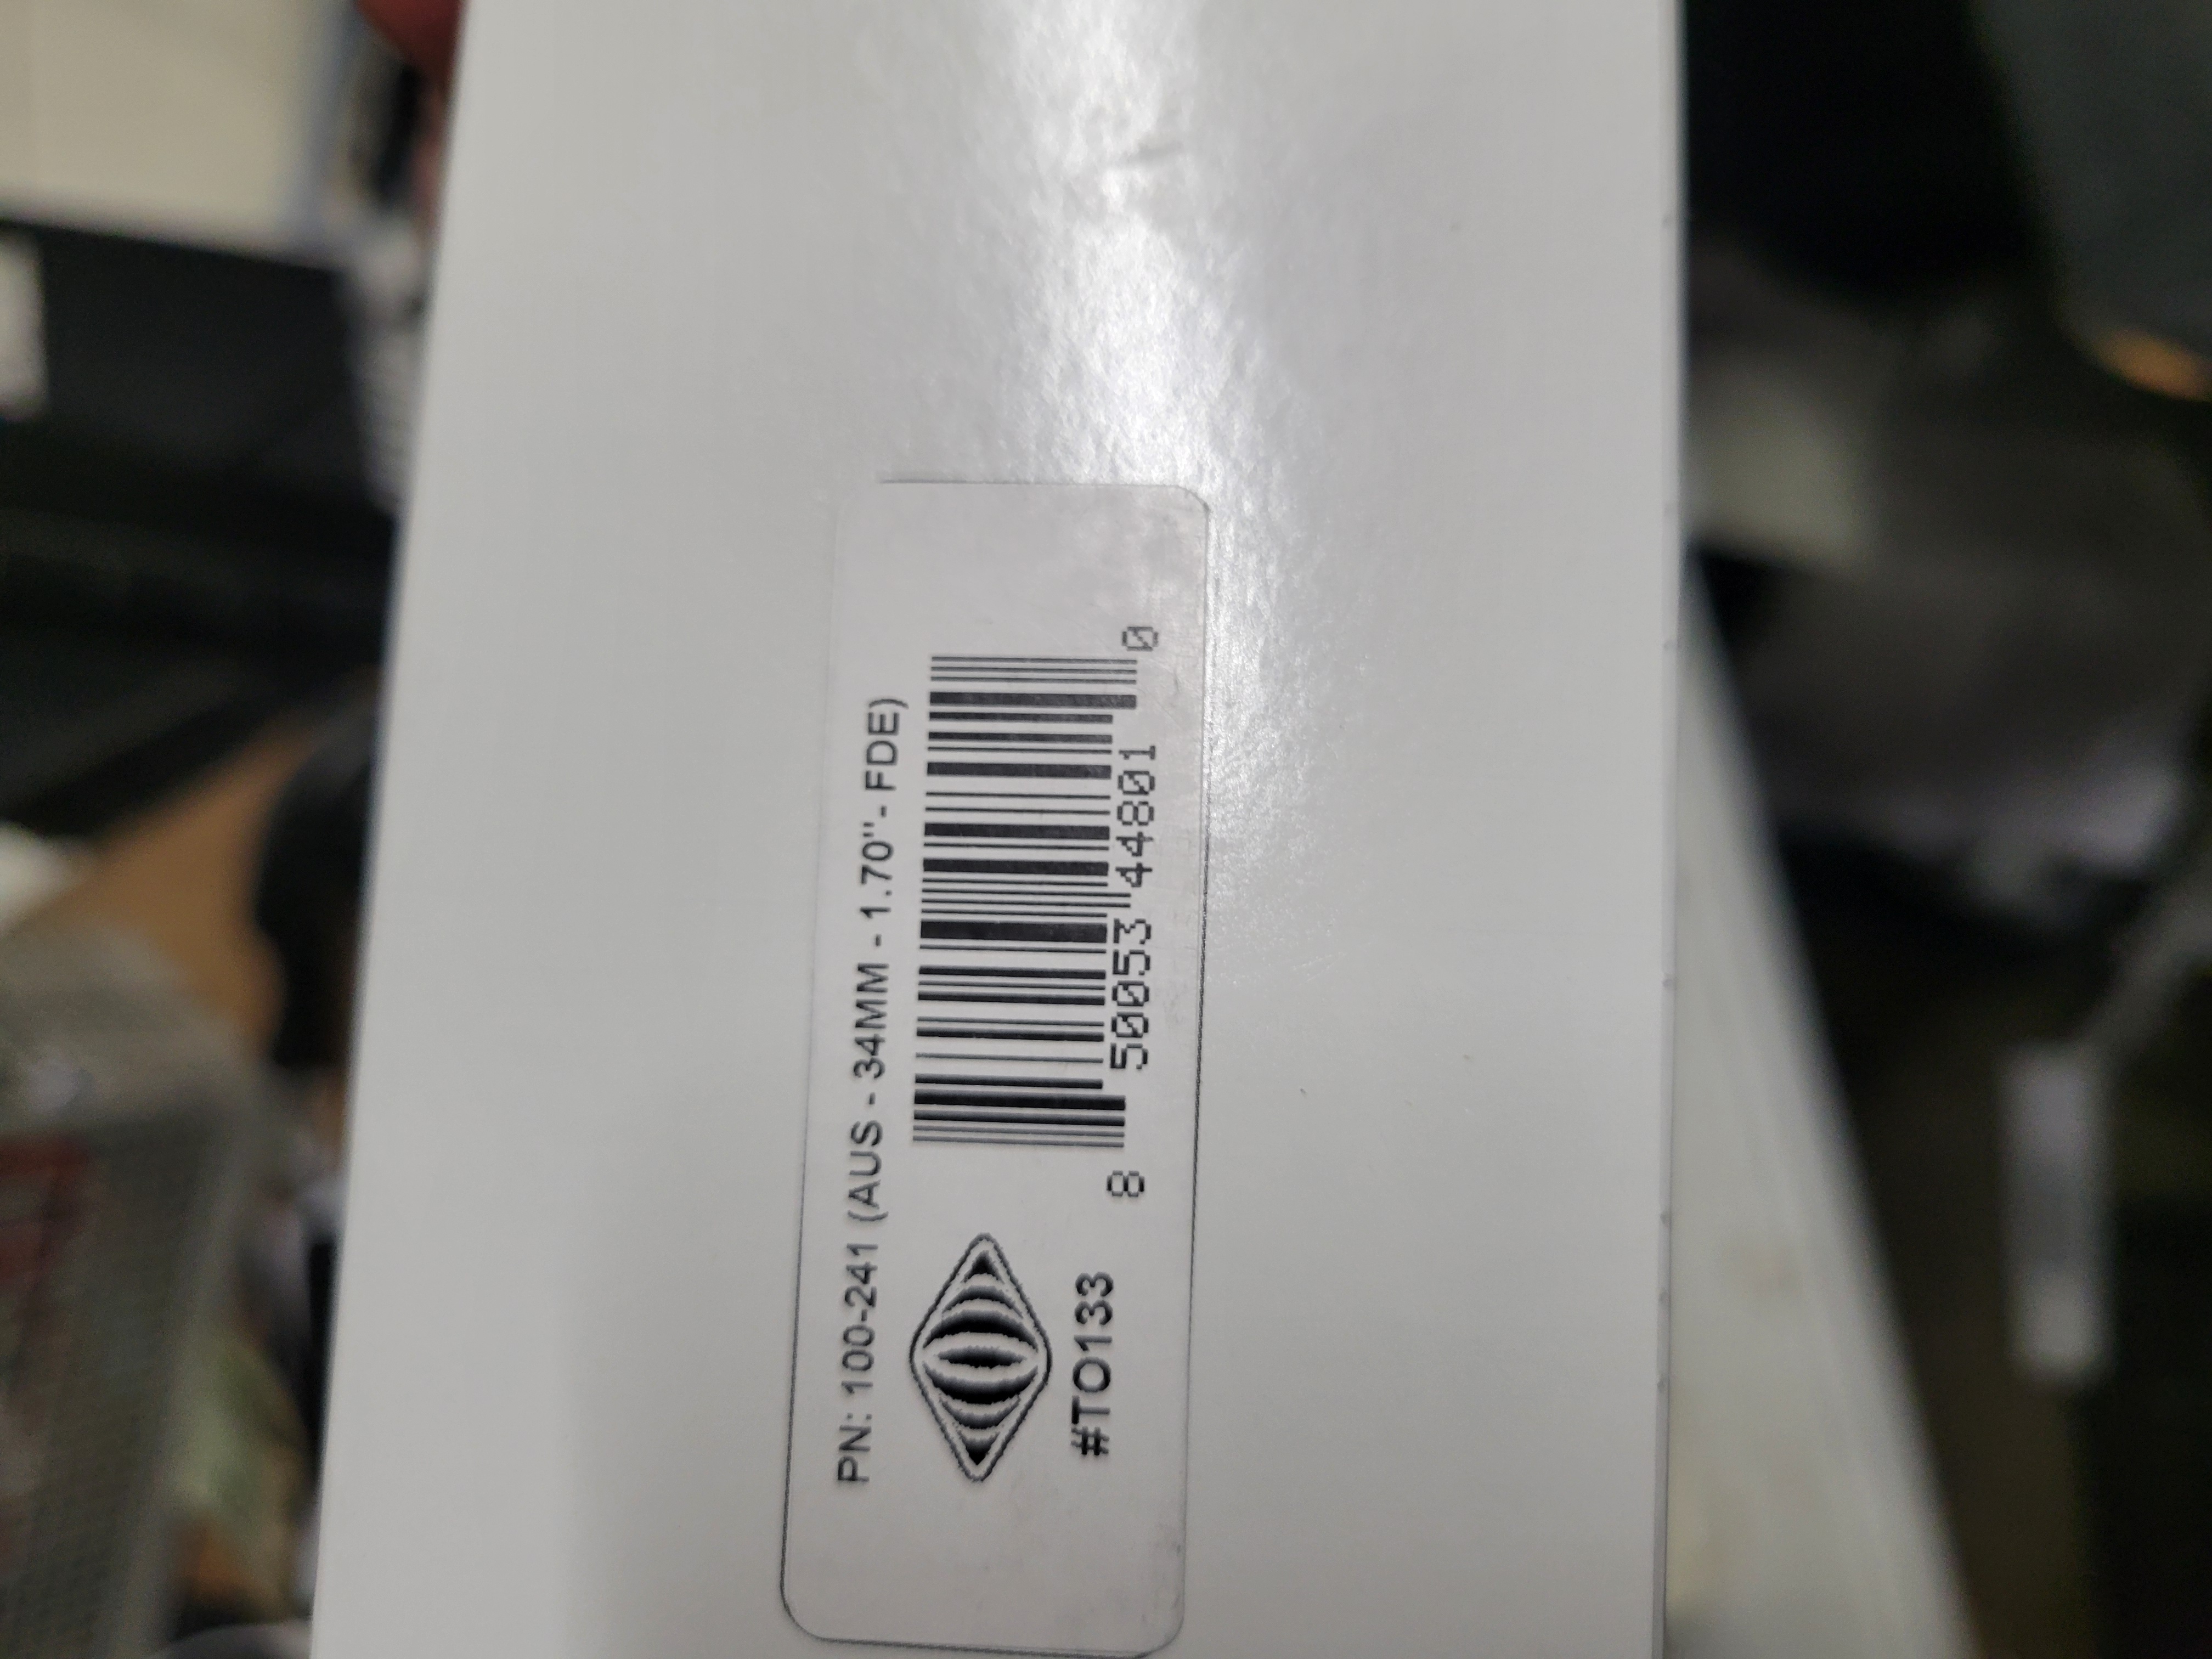 PN: 100-241 (AUS - 34MM - 1.70"- FDE)
8 50053 44801 0
#TO133